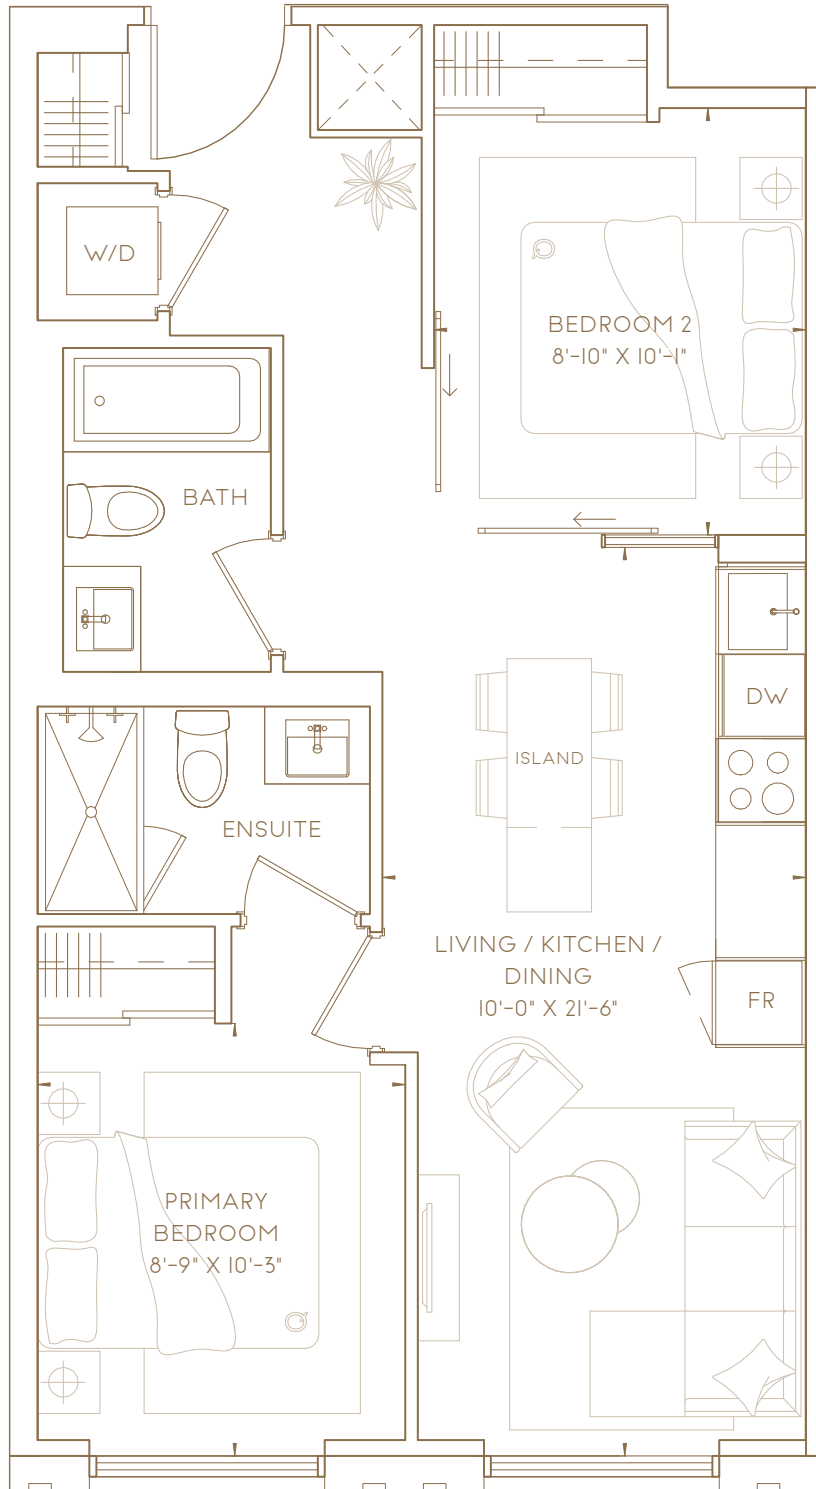 W/D
BEDROOM 2
8'-10" X 10'-1"
BATH
DW
ISLAND
ENSUITE
LIVING / KITCHEN /
DINING
10'-0" X 21'-6"
FR
PRIMARY
BEDROOM
8'-9" X 10'-3"
Q
Q